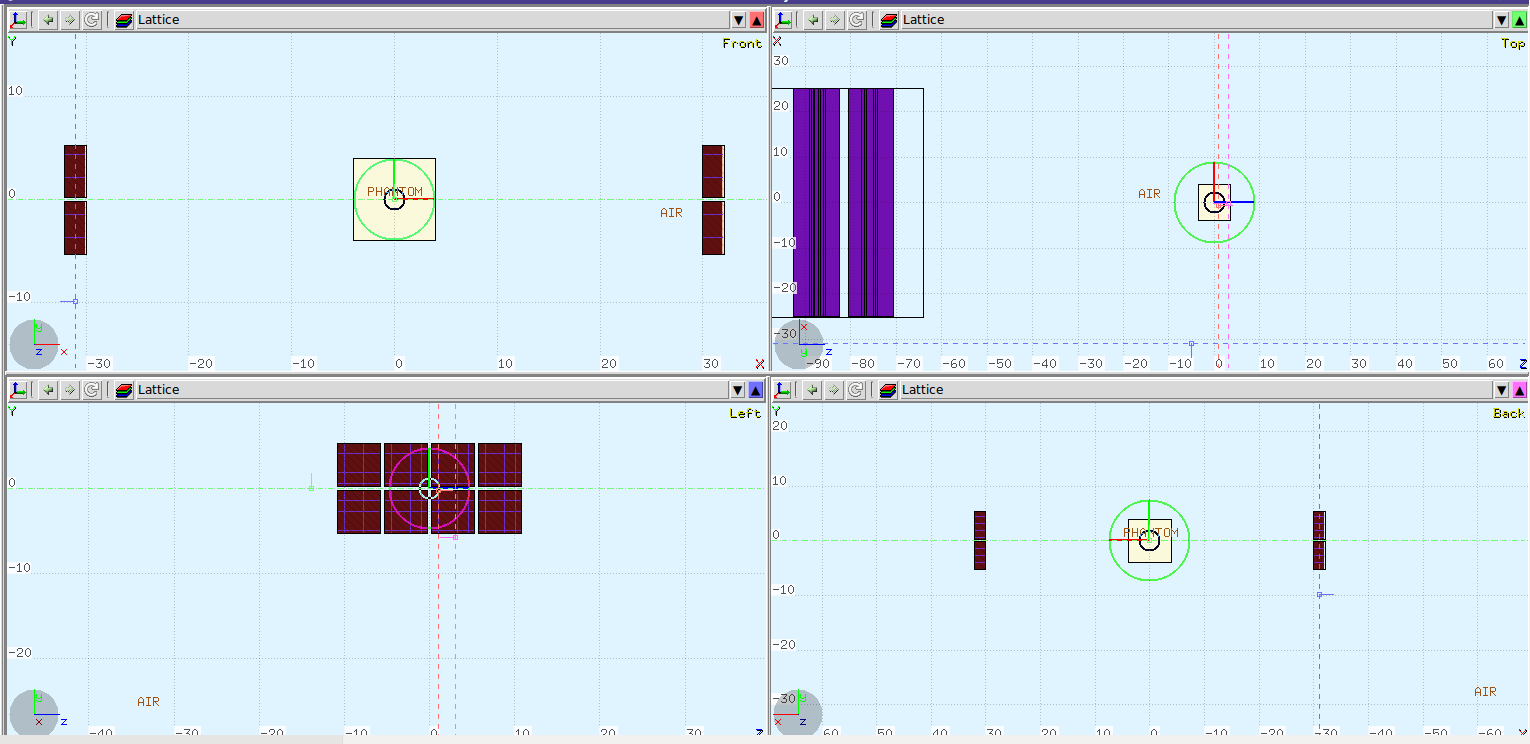 Lattice
Y Front
10
PHANTOM
0
AIR
-10
y
z x
-30 -20 -10 0 10 20 30 X
Lattice
X Top
30
20
10
AIR
0
-10
-20
-30
x
y z
-90 -80 -70 -60 -50 -40 -30 -20 -10 0 10 20 30 40 50 60 Z
Lattice
Y Left
0
-10
-20
AIR
y
x z
-40 -30 -20 -10 0 10 20 30 Z
Lattice
Y Back
20
10
PHANTOM
0
-10
-20
AIR
-30
y
x z
60 50 40 30 20 10 0 -10 -20 -30 -40 -50 -60